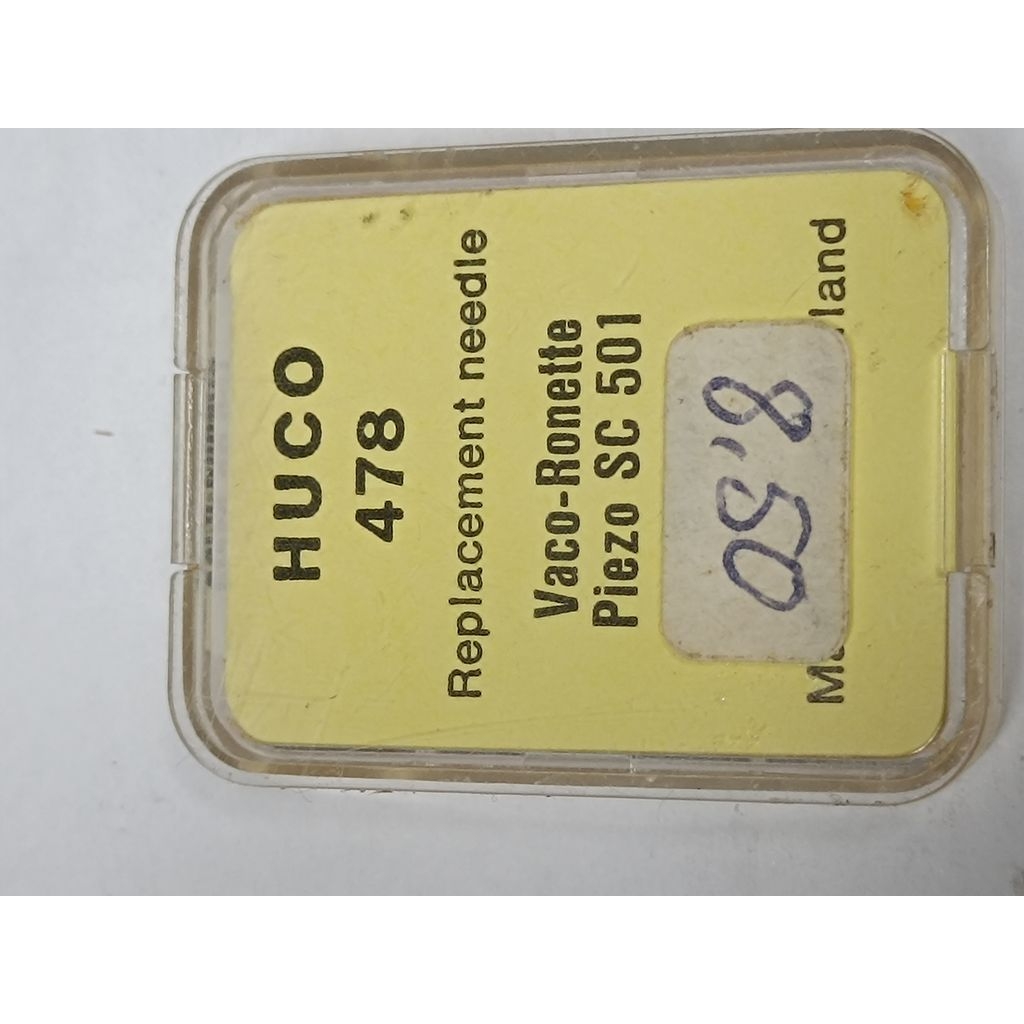 HUCO
478
Replacement needle
Vaco-Ronette
Piezo SC 501
8,50